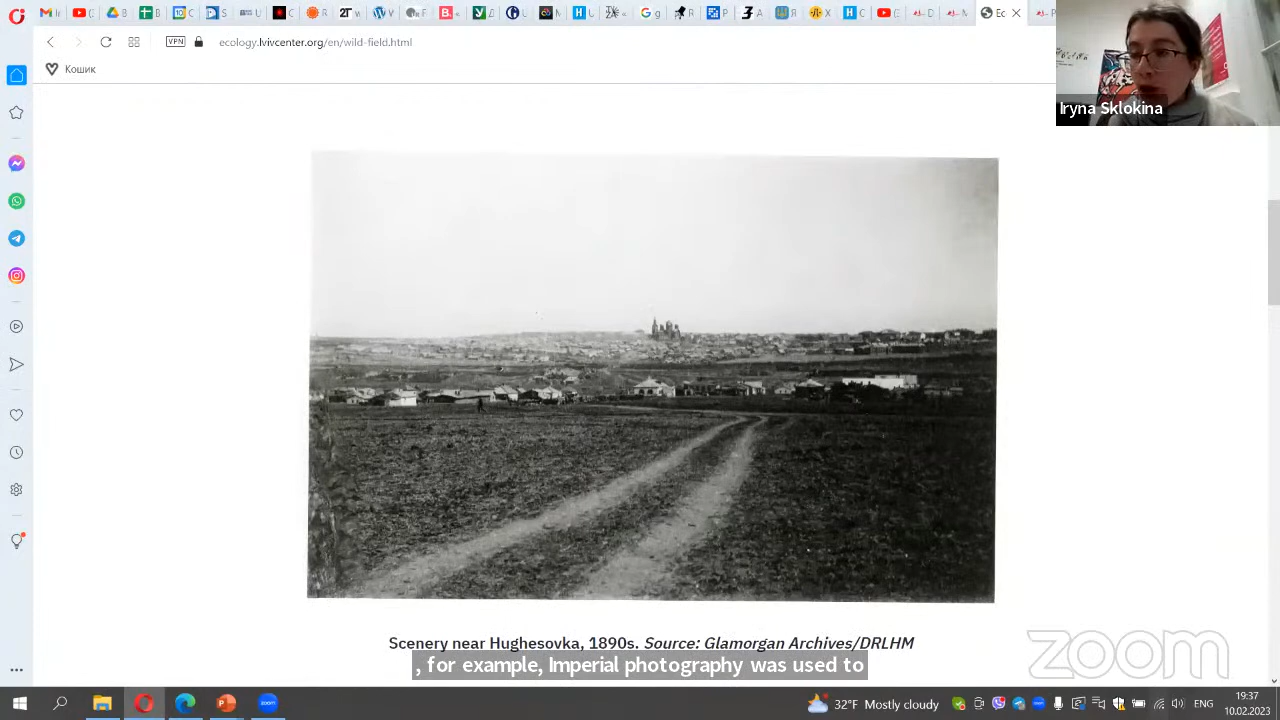 VPN
ecology.lvivcenter.org/en/wild-field.html
Кошик
Iryna Sklokina
Scenery near Hughesovka, 1890s. Source: Glamorgan Archives/DRLHM
, for example, Imperial photography was used to
zoom
32°F Mostly cloudy
ENG
19:37
10.02.2023